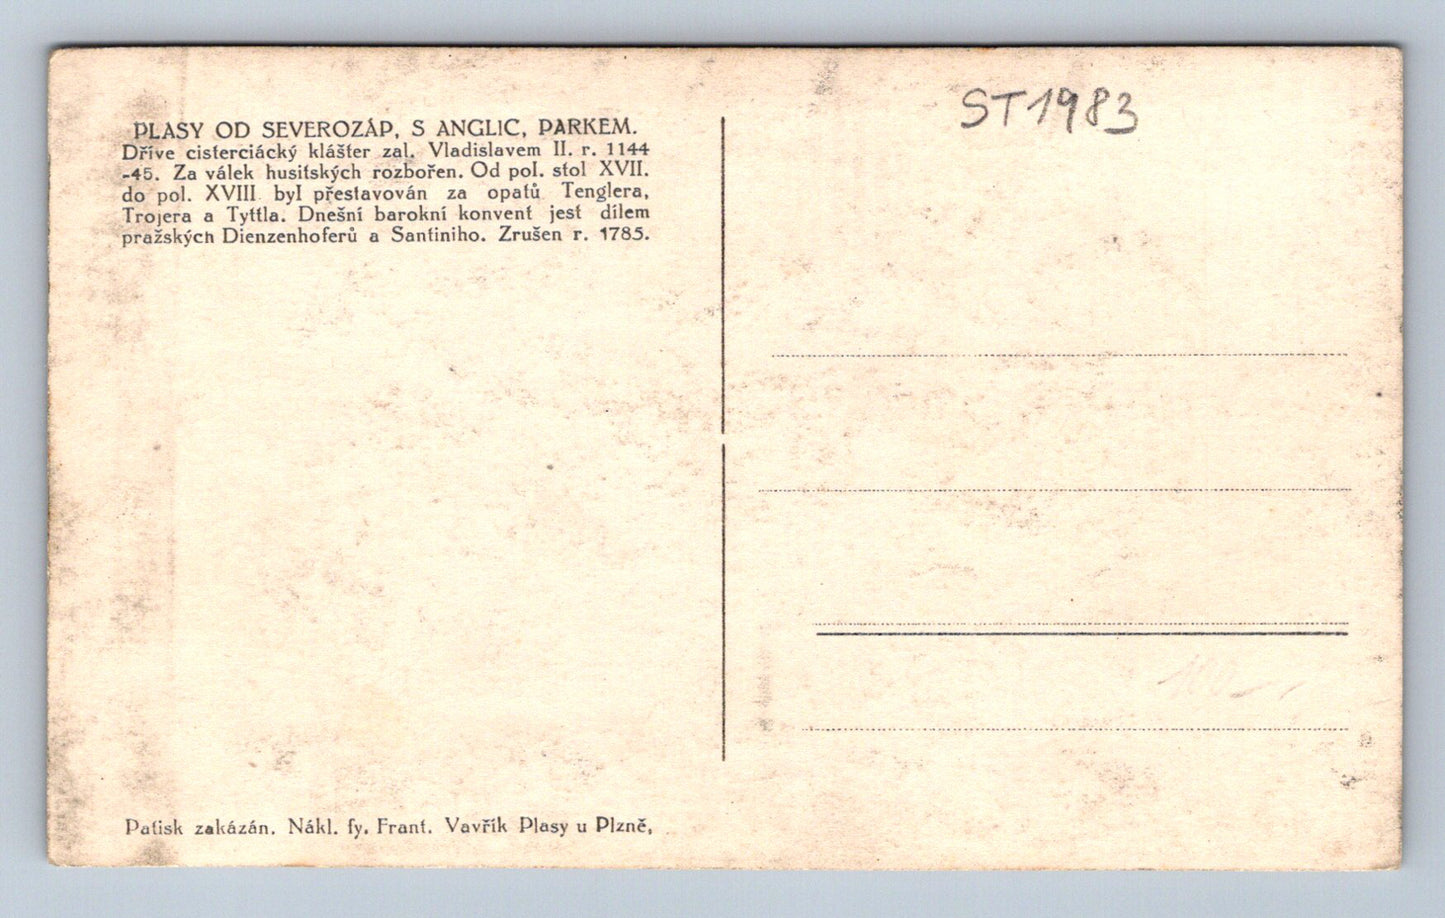 PLASY OD SEVEROZÁP, S ANGLIC, PARKEM.
Dříve cisterciácký klášter zal. Vladislavem II. r. 1144
-45. Za válek husitských rozbořen. Od pol. stol XVII.
do pol. XVIII byl přestavován za opatů Tenglera,
Trojera a Tyttla. Dnešní barokní konvent jest dílem
pražských Dienzenhoferů a Santiniho. Zrušen r. 1785.
ST1983
Patisk zakázán. Nákl. fy. Frant. Vavřík Plasy u Plzně,